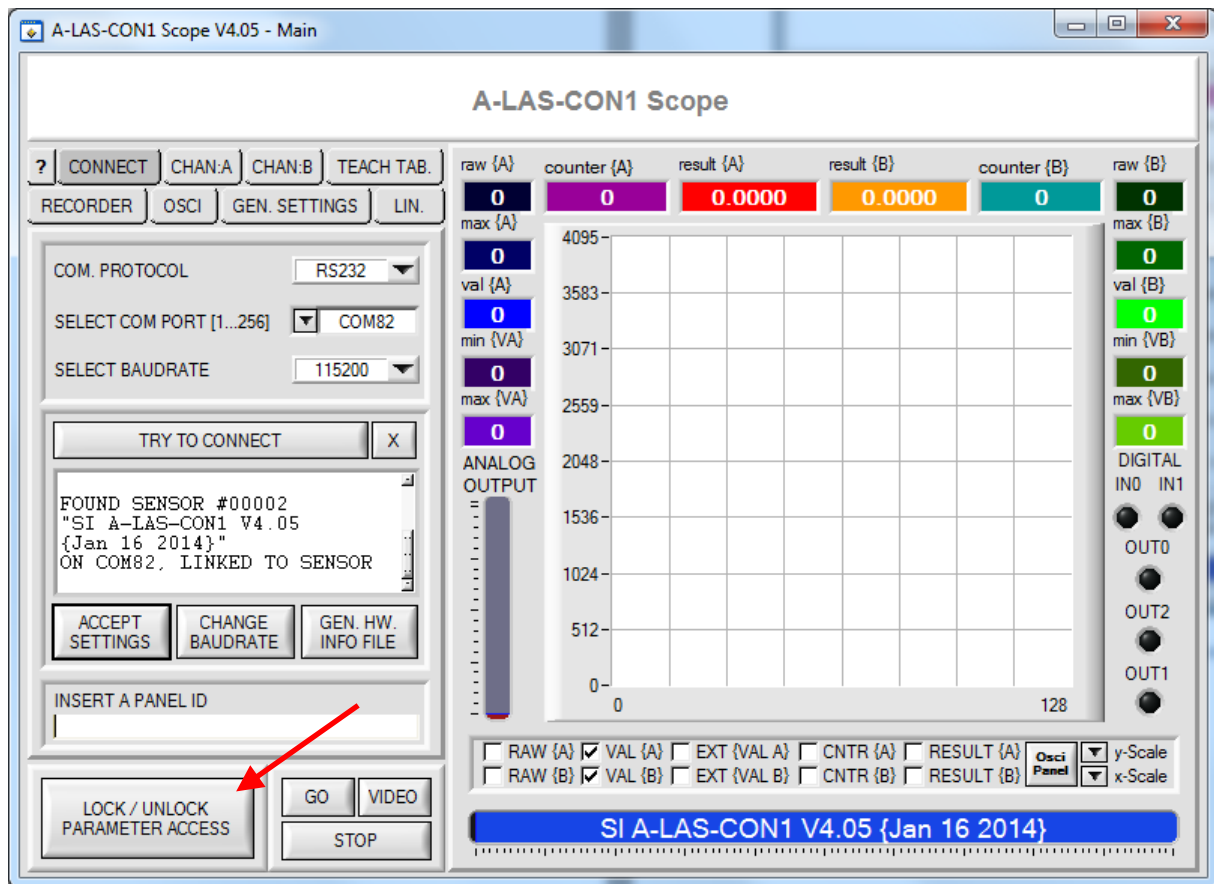 A-LAS-CON1 Scope V4.05 - Main
A-LAS-CON1 Scope
? CONNECT CHAN:A CHAN:B TEACH TAB.
RECORDER OSCI GEN. SETTINGS LIN.
COM. PROTOCOL RS232
SELECT COM PORT [1...256] COM82
SELECT BAUDRATE 115200
TRY TO CONNECT X
FOUND SENSOR #00002
"SI A-LAS-CON1 V4.05
{Jan 16 2014}"
ON COM82, LINKED TO SENSOR
ACCEPT SETTINGS CHANGE BAUDRATE GEN. HW. INFO FILE
INSERT A PANEL ID
LOCK / UNLOCK
PARAMETER ACCESS
GO VIDEO
STOP
raw {A} counter {A} result {A} result {B} counter {B} raw {B}
0 0 0.0000 0.0000 0 0
max {A}
0
val {A}
0
min {VA}
0
max {VA}
0
ANALOG
OUTPUT
4095
3583
3071
2559
2048
1536
1024
512
0
0 128
max {B}
0
val {B}
0
min {VB}
0
max {VB}
0
DIGITAL
IN0 IN1
OUT0
OUT2
OUT1
RAW {A} VAL {A} EXT {VAL A} CNTR {A} RESULT {A}
RAW {B} VAL {B} EXT {VAL B} CNTR {B} RESULT {B}
Osci
Panel
y-Scale
x-Scale
SI A-LAS-CON1 V4.05 {Jan 16 2014}